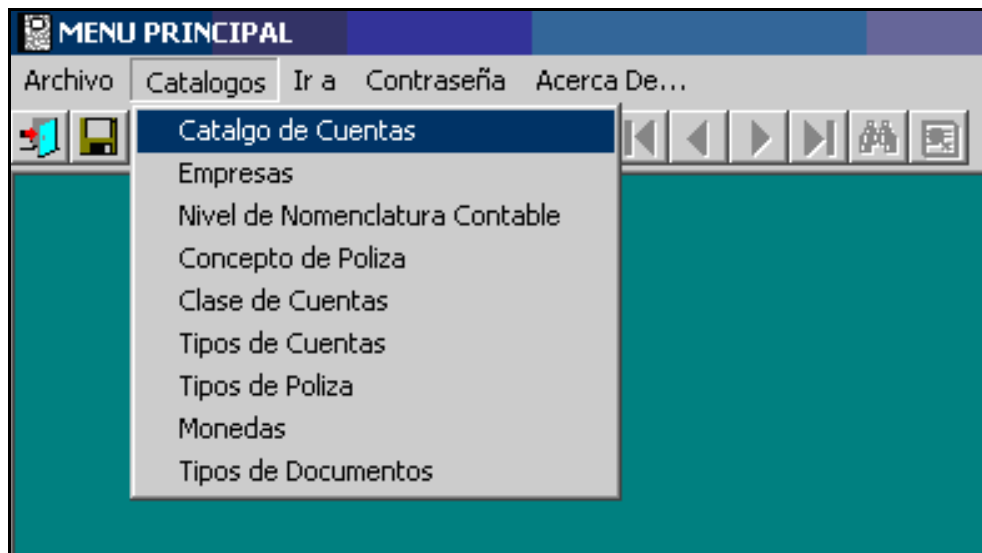 MENU PRINCIPAL
Archivo Catalogos Ir a Contraseña Acerca De...
Catalgo de Cuentas
Empresas
Nivel de Nomenclatura Contable
Concepto de Poliza
Clase de Cuentas
Tipos de Cuentas
Tipos de Poliza
Monedas
Tipos de Documentos